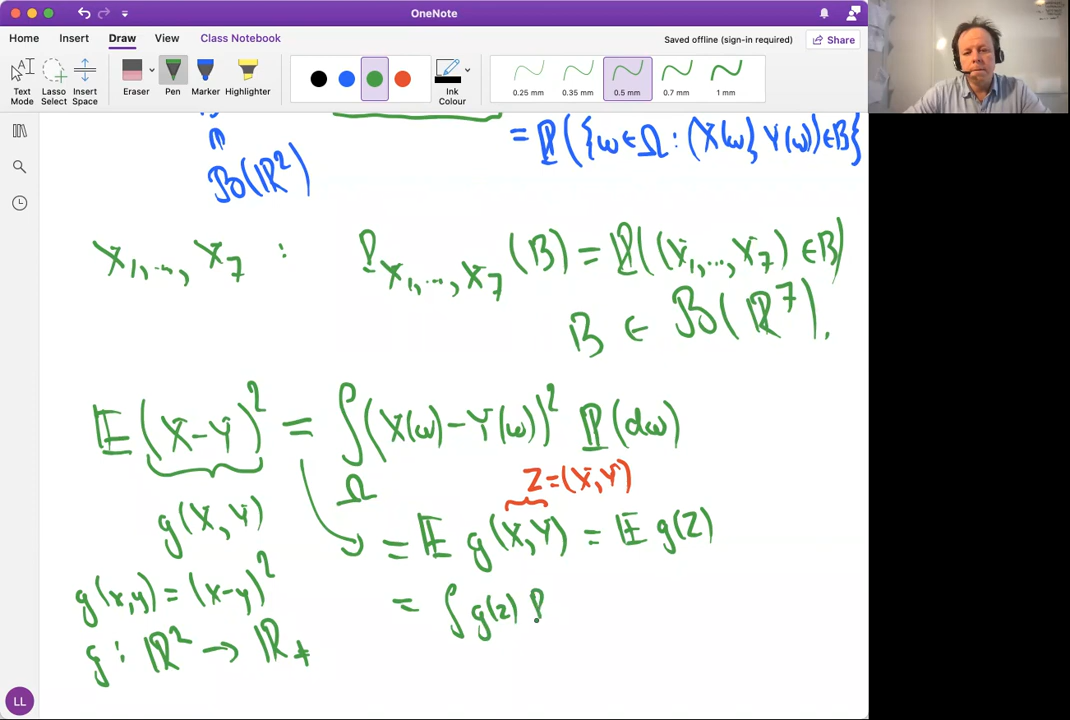 OneNote
Home Insert Draw View Class Notebook
Saved offline (sign-in required) Share
Text Mode Lasso Select Insert Space Eraser Pen Marker Highlighter Ink Colour 0.25 mm 0.35 mm 0.5 mm 0.7 mm 1 mm
= ℙ({ω ∈ Ω : (X(ω), Y(ω)) ∈ B}
⇑
𝓑(ℝ²)
X₁, ..., X₇ : ℙ_{X₁,...,X₇}(B) = ℙ((X₁, ..., X₇) ∈ B)
B ∈ 𝓑(ℝ⁷).
𝔼(X-Y)² = ∫_Ω (X(ω) - Y(ω))² ℙ(dω)
Z = (X, Y)
g(X, Y)
= 𝔼 g(X, Y) = 𝔼 g(Z)
g(x, y) = (x-y)²
= ∫ g(z) ℙ
g : ℝ² → ℝ₊
LL